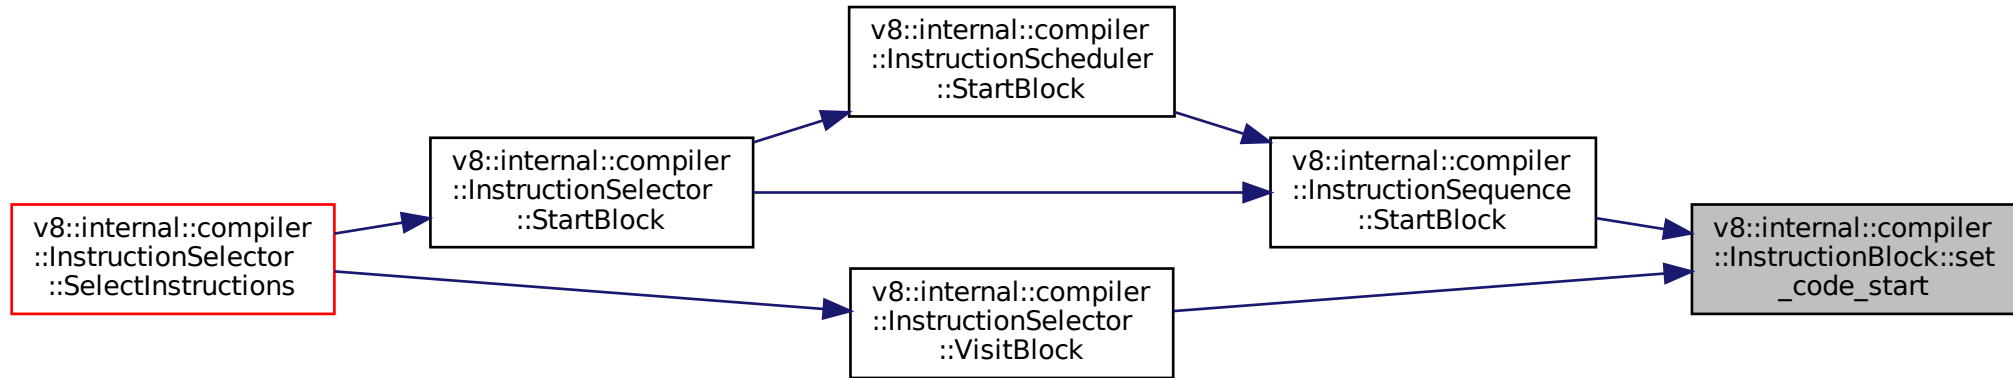 v8::internal::compiler
::InstructionScheduler
::StartBlock
v8::internal::compiler
::InstructionSelector
::StartBlock
v8::internal::compiler
::InstructionSequence
::StartBlock
v8::internal::compiler
::InstructionSelector
::SelectInstructions
v8::internal::compiler
::InstructionBlock::set
_code_start
v8::internal::compiler
::InstructionSelector
::VisitBlock